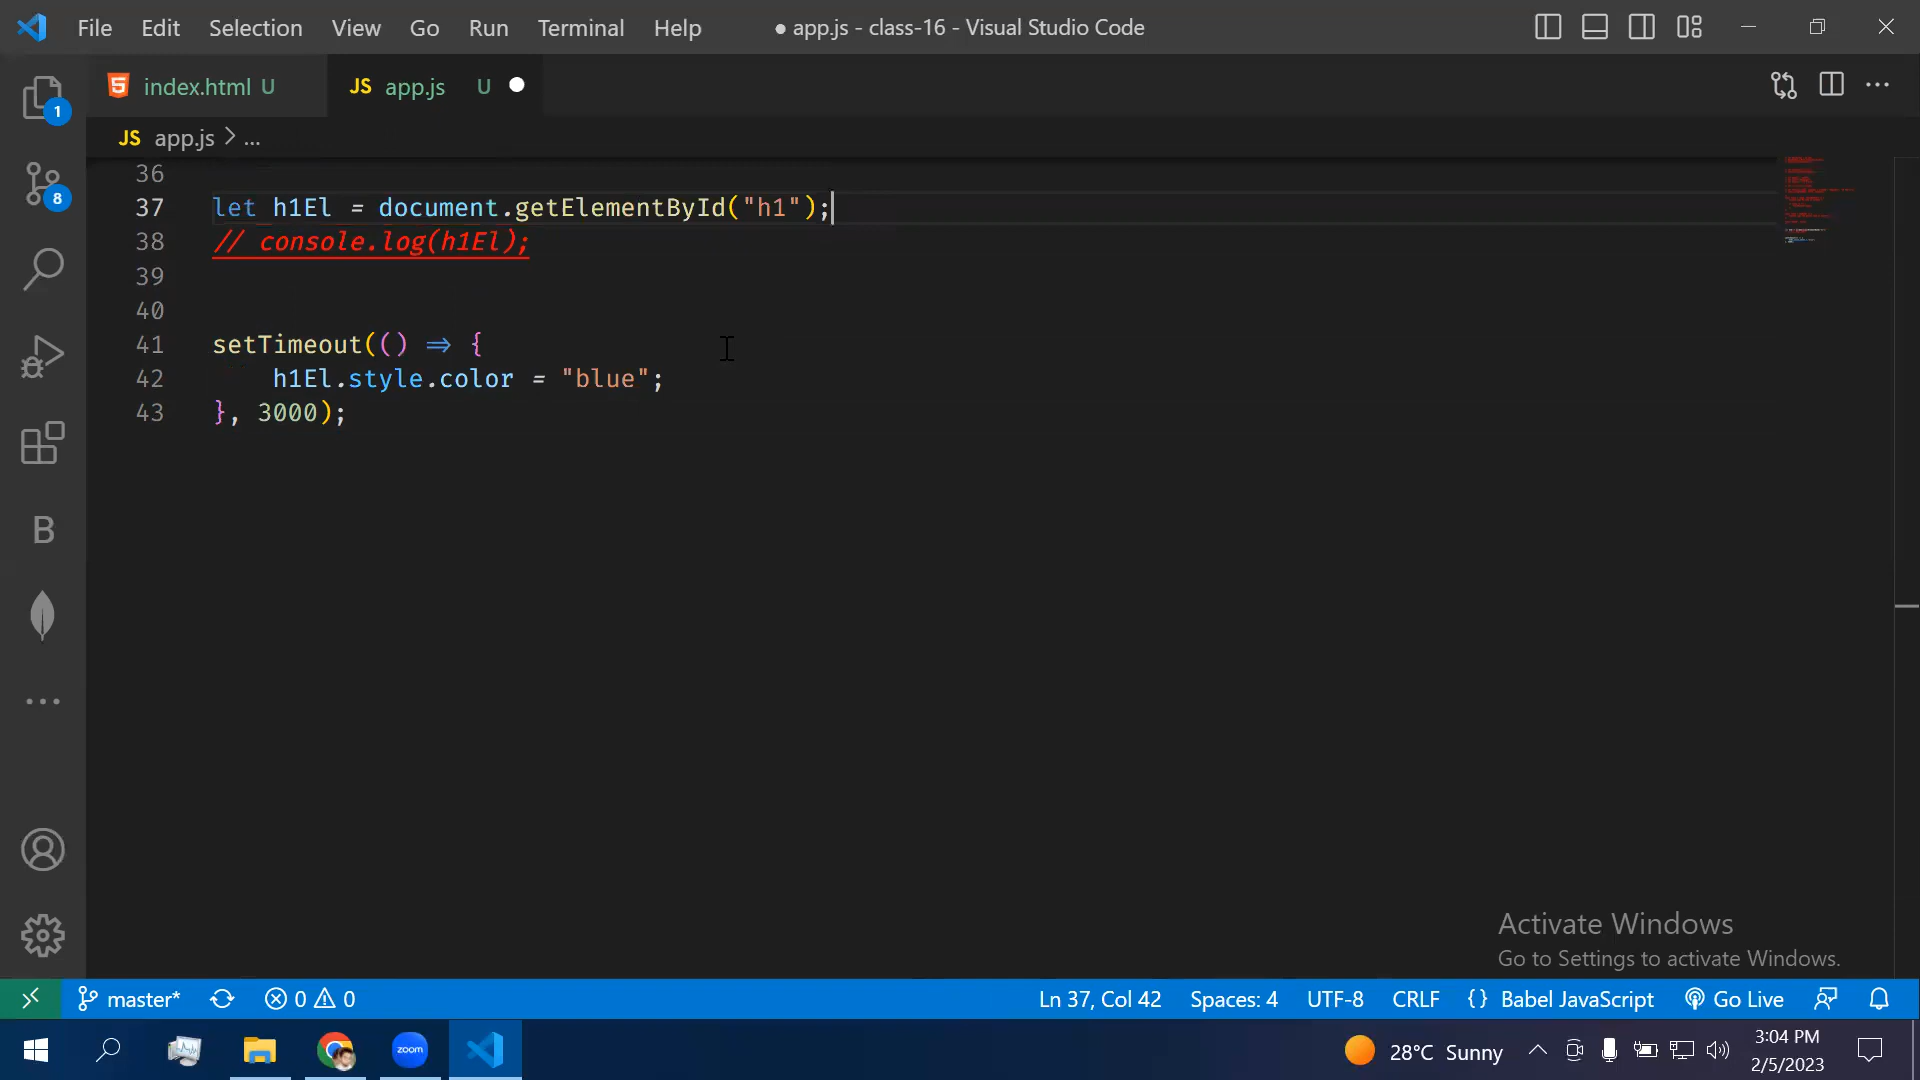 File Edit Selection View Go Run Terminal Help ● app.js - class-16 - Visual Studio Code
index.html U JS app.js U
JS app.js > ...
1
8
B
36
37 let h1El = document.getElementById("h1");
38 // console.log(h1El);
39
40
41 setTimeout(() => {
42 h1El.style.color = "blue";
43 }, 3000);
Activate Windows
Go to Settings to activate Windows.
master* 0 0 Ln 37, Col 42 Spaces: 4 UTF-8 CRLF {} Babel JavaScript Go Live
zoom 28°C Sunny 3:04 PM
2/5/2023